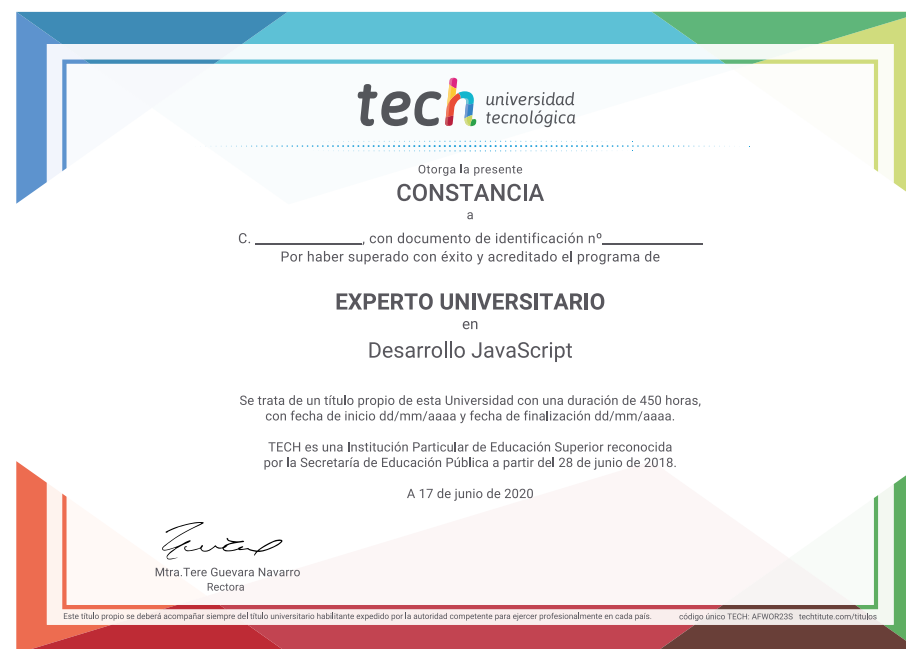 tech universidad
tecnológica
Otorga la presente
CONSTANCIA
a
C. ____________, con documento de identificación nº____________
Por haber superado con éxito y acreditado el programa de
EXPERTO UNIVERSITARIO
en
Desarrollo JavaScript
Se trata de un título propio de esta Universidad con una duración de 450 horas,
con fecha de inicio dd/mm/aaaa y fecha de finalización dd/mm/aaaa.
TECH es una Institución Particular de Educación Superior reconocida
por la Secretaría de Educación Pública a partir del 28 de junio de 2018.
A 17 de junio de 2020
Mtra.Tere Guevara Navarro
Rectora
Este título propio se deberá acompañar siempre del título universitario habilitante expedido por la autoridad competente para ejercer profesionalmente en cada país. código único TECH: AFWOR23S techtitute.com/titulos